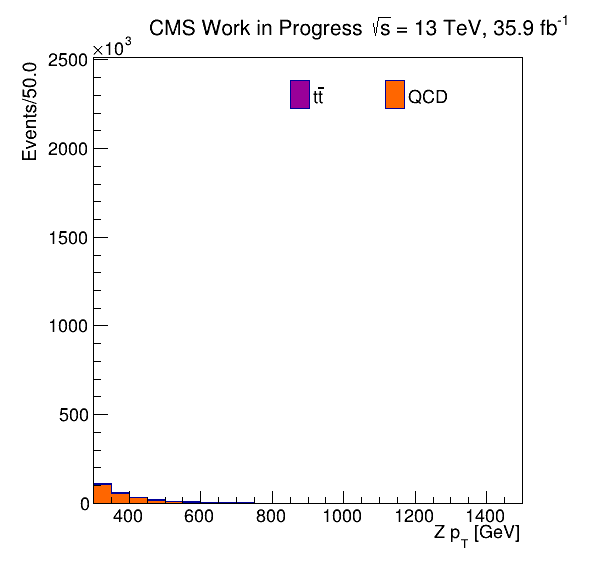 CMS Work in Progress √s = 13 TeV, 35.9 fb⁻¹
×10³
Events/50.0
2500
2000
1500
1000
500
0
tt̄
QCD
400 600 800 1000 1200 1400
Z p_T [GeV]